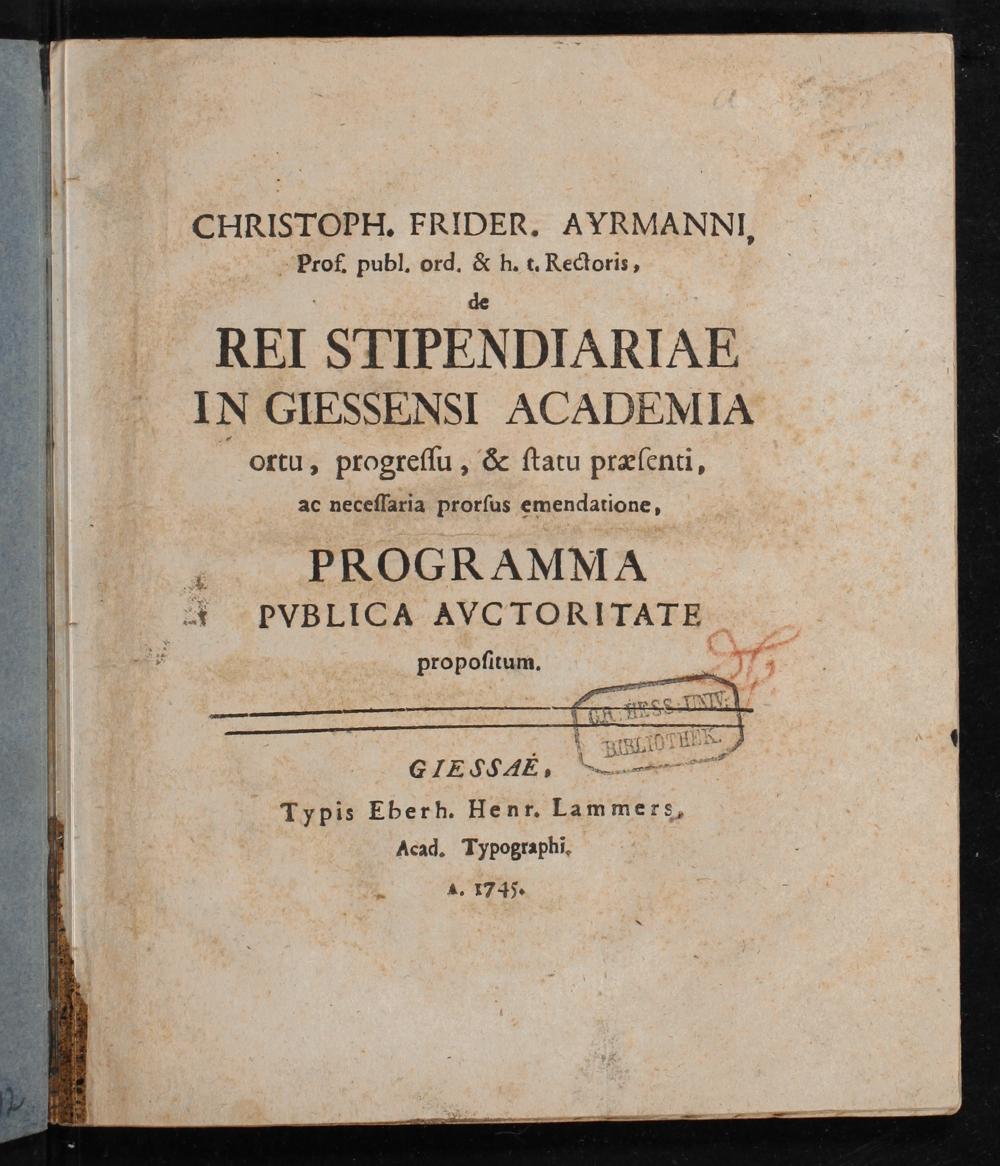 CHRISTOPH. FRIDER. AYRMANNI,
Prof. publ. ord. & h. t. Rectoris,
de
REI STIPENDIARIAE
IN GIESSENSI ACADEMIA
ortu, progreſſu, & ſtatu præſenti,
ac neceſſaria prorſus emendatione,
PROGRAMMA
PVBLICA AVCTORITATE
propoſitum.
GR. HESS. UNIV.
BIBLIOTHEK.
GIESSAE,
Typis Eberh. Henr. Lammers,
Acad. Typographi.
A. 1745.